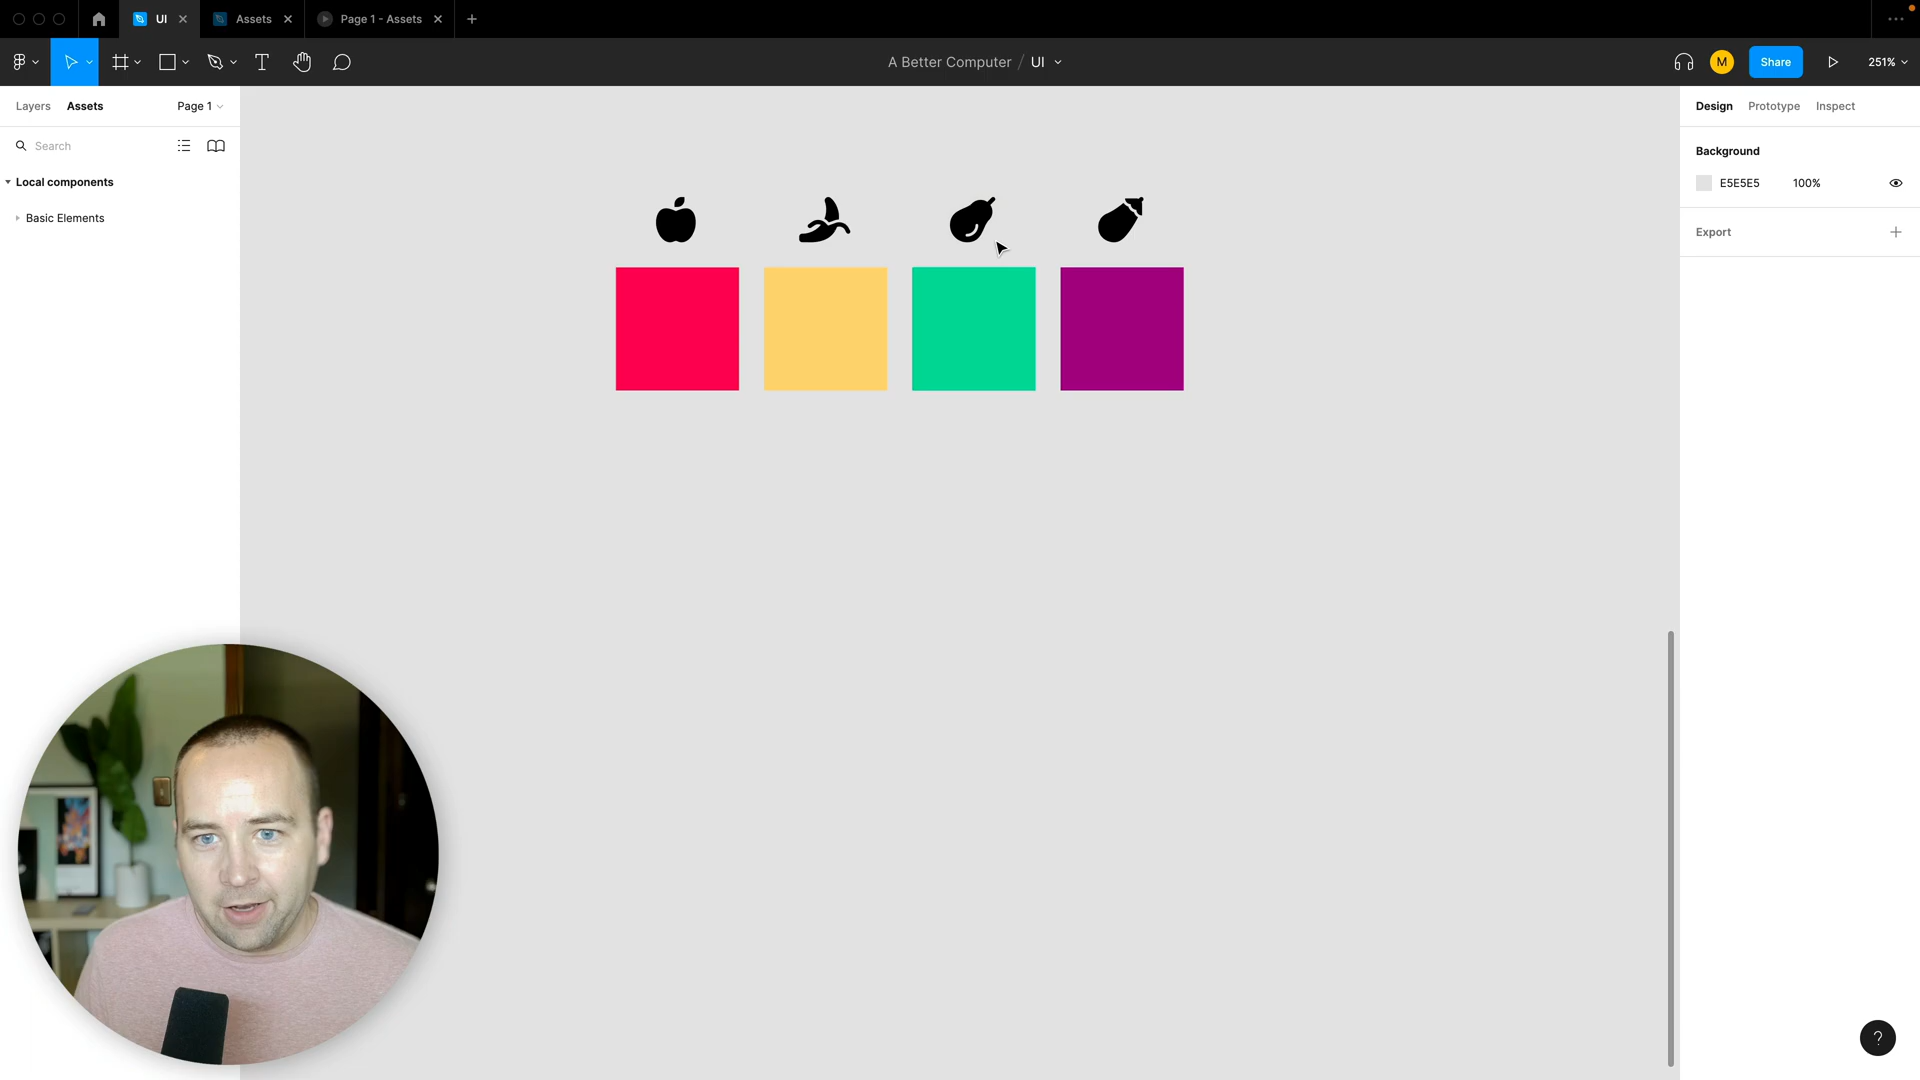 UI
Assets
Page 1 - Assets
A Better Computer / UI
M
Share
251%
Layers
Assets
Page 1
Search
Local components
Basic Elements
Design
Prototype
Inspect
Background
E5E5E5
100%
Export
?